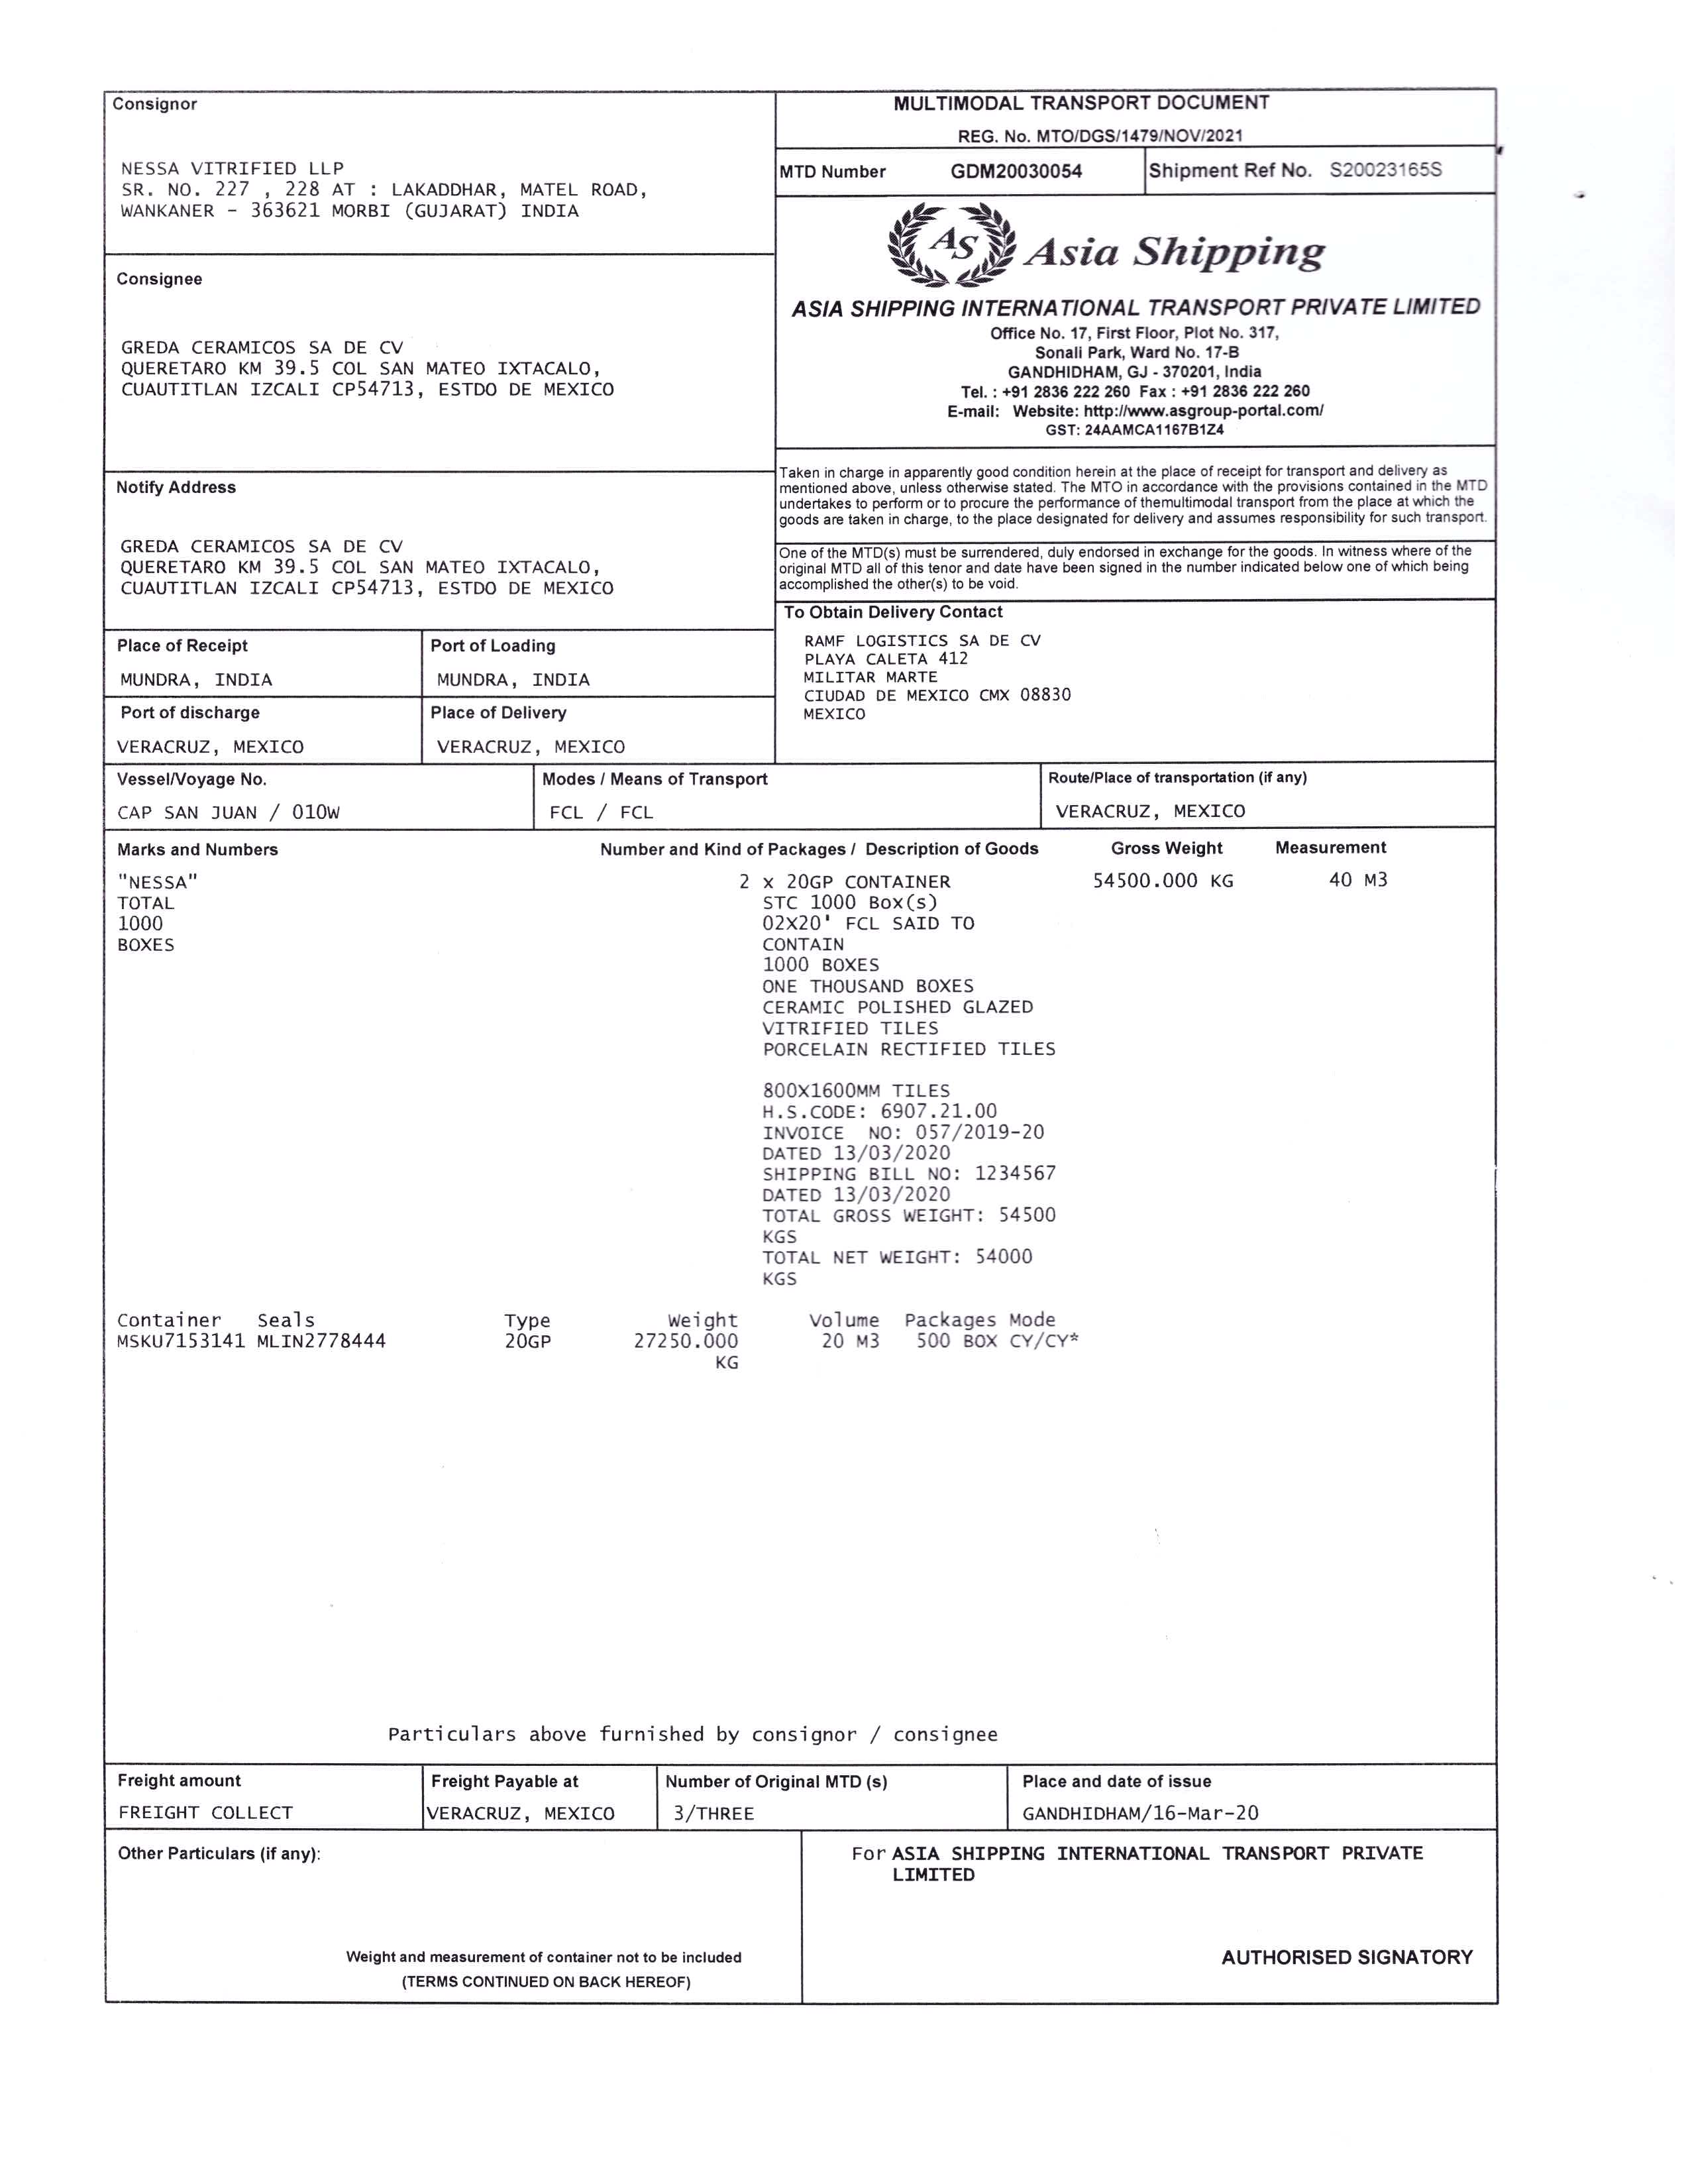 Consignor
NESSA VITRIFIED LLP
SR. NO. 227 , 228 AT : LAKADDHAR, MATEL ROAD,
WANKANER - 363621 MORBI (GUJARAT) INDIA
MULTIMODAL TRANSPORT DOCUMENT
REG. No. MTO/DGS/1479/NOV/2021
MTD Number GDM20030054 Shipment Ref No. S20023165S
AS Asia Shipping
ASIA SHIPPING INTERNATIONAL TRANSPORT PRIVATE LIMITED
Office No. 17, First Floor, Plot No. 317,
Sonali Park, Ward No. 17-B
GANDHIDHAM, GJ - 370201, India
Tel. : +91 2836 222 260 Fax : +91 2836 222 260
E-mail: Website: http://www.asgroup-portal.com/
GST: 24AAMCA1167B1Z4
Consignee
GREDA CERAMICOS SA DE CV
QUERETARO KM 39.5 COL SAN MATEO IXTACALO,
CUAUTITLAN IZCALI CP54713, ESTDO DE MEXICO
Notify Address
GREDA CERAMICOS SA DE CV
QUERETARO KM 39.5 COL SAN MATEO IXTACALO,
CUAUTITLAN IZCALI CP54713, ESTDO DE MEXICO
Taken in charge in apparently good condition herein at the place of receipt for transport and delivery as
mentioned above, unless otherwise stated. The MTO in accordance with the provisions contained in the MTD
undertakes to perform or to procure the performance of themultimodal transport from the place at which the
goods are taken in charge, to the place designated for delivery and assumes responsibility for such transport.
One of the MTD(s) must be surrendered, duly endorsed in exchange for the goods. In witness where of the
original MTD all of this tenor and date have been signed in the number indicated below one of which being
accomplished the other(s) to be void.
To Obtain Delivery Contact
RAMF LOGISTICS SA DE CV
PLAYA CALETA 412
MILITAR MARTE
CIUDAD DE MEXICO CMX 08830
MEXICO
Place of Receipt Port of Loading
MUNDRA, INDIA MUNDRA, INDIA
Port of discharge Place of Delivery
VERACRUZ, MEXICO VERACRUZ, MEXICO
Vessel/Voyage No. Modes / Means of Transport Route/Place of transportation (if any)
CAP SAN JUAN / 010W FCL / FCL VERACRUZ, MEXICO
Marks and Numbers Number and Kind of Packages / Description of Goods Gross Weight Measurement
"NESSA" 2 x 20GP CONTAINER 54500.000 KG 40 M3
TOTAL STC 1000 Box(s)
1000 02X20' FCL SAID TO
BOXES CONTAIN
1000 BOXES
ONE THOUSAND BOXES
CERAMIC POLISHED GLAZED
VITRIFIED TILES
PORCELAIN RECTIFIED TILES
800X1600MM TILES
H.S.CODE: 6907.21.00
INVOICE NO: 057/2019-20
DATED 13/03/2020
SHIPPING BILL NO: 1234567
DATED 13/03/2020
TOTAL GROSS WEIGHT: 54500
KGS
TOTAL NET WEIGHT: 54000
KGS
Container Seals Type Weight Volume Packages Mode
MSKU7153141 MLIN2778444 20GP 27250.000 20 M3 500 BOX CY/CY*
KG
Particulars above furnished by consignor / consignee
Freight amount Freight Payable at Number of Original MTD (s) Place and date of issue
FREIGHT COLLECT VERACRUZ, MEXICO 3/THREE GANDHIDHAM/16-Mar-20
Other Particulars (if any):
For ASIA SHIPPING INTERNATIONAL TRANSPORT PRIVATE
LIMITED
Weight and measurement of container not to be included
(TERMS CONTINUED ON BACK HEREOF)
AUTHORISED SIGNATORY